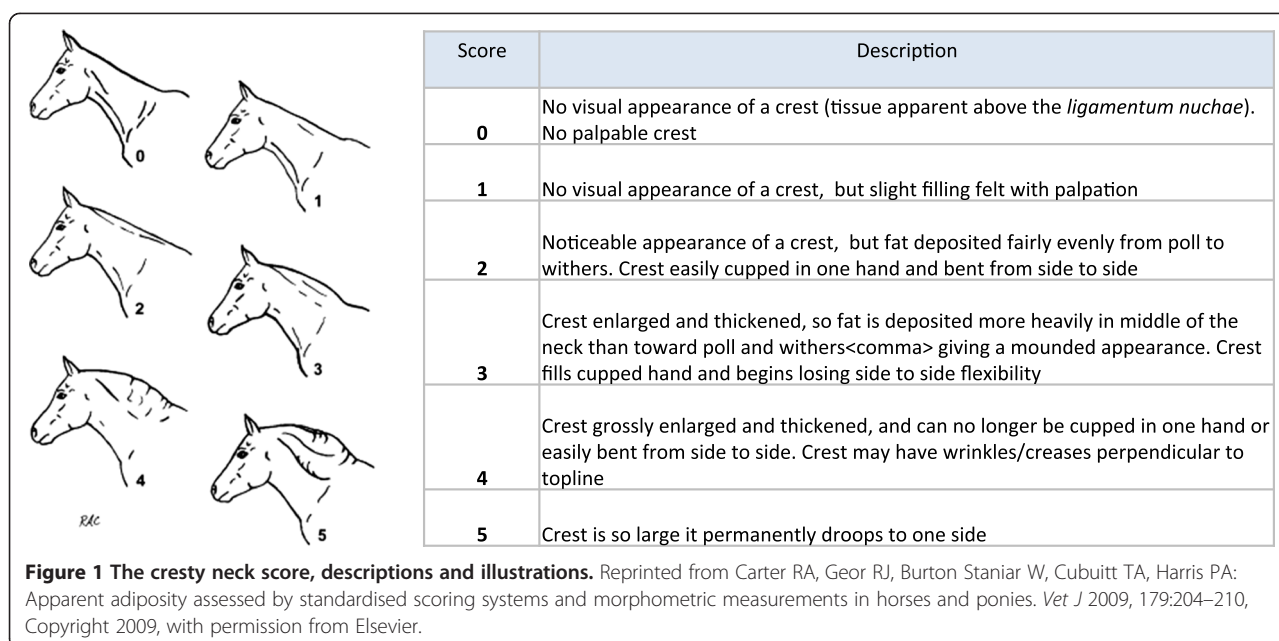 0
1
2
3
4
5
RAC
Score Description
No visual appearance of a crest (tissue apparent above the ligamentum nuchae).
0 No palpable crest
1 No visual appearance of a crest,  but slight filling felt with palpation
Noticeable appearance of a crest,  but fat deposited fairly evenly from poll to
2 withers. Crest easily cupped in one hand and bent from side to side
Crest enlarged and thickened, so fat is deposited more heavily in middle of the
neck than toward poll and withers<comma> giving a mounded appearance. Crest
3 fills cupped hand and begins losing side to side flexibility
Crest grossly enlarged and thickened, and can no longer be cupped in one hand or
easily bent from side to side. Crest may have wrinkles/creases perpendicular to
4 topline
5 Crest is so large it permanently droops to one side
Figure 1 The cresty neck score, descriptions and illustrations. Reprinted from Carter RA, Geor RJ, Burton Staniar W, Cubuitt TA, Harris PA:
Apparent adiposity assessed by standardised scoring systems and morphometric measurements in horses and ponies. Vet J 2009, 179:204–210,
Copyright 2009, with permission from Elsevier.